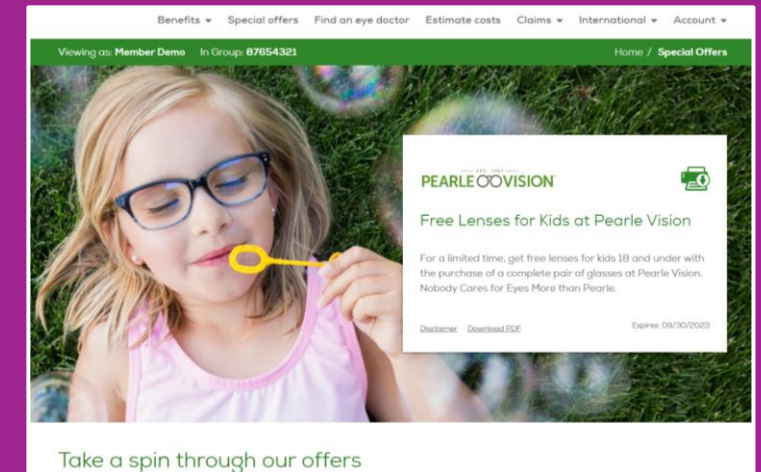 Benefits Special offers Find an eye doctor Estimate costs Claims International Account
Viewing as: Member Demo In Group: 87654321 Home / Special Offers
EST. 1961
PEARLE VISION
Free Lenses for Kids at Pearle Vision
For a limited time, get free lenses for kids 18 and under with
the purchase of a complete pair of glasses at Pearle Vision.
Nobody Cares for Eyes More than Pearle.
Disclaimer Download PDF Expires: 09/30/2023
Take a spin through our offers